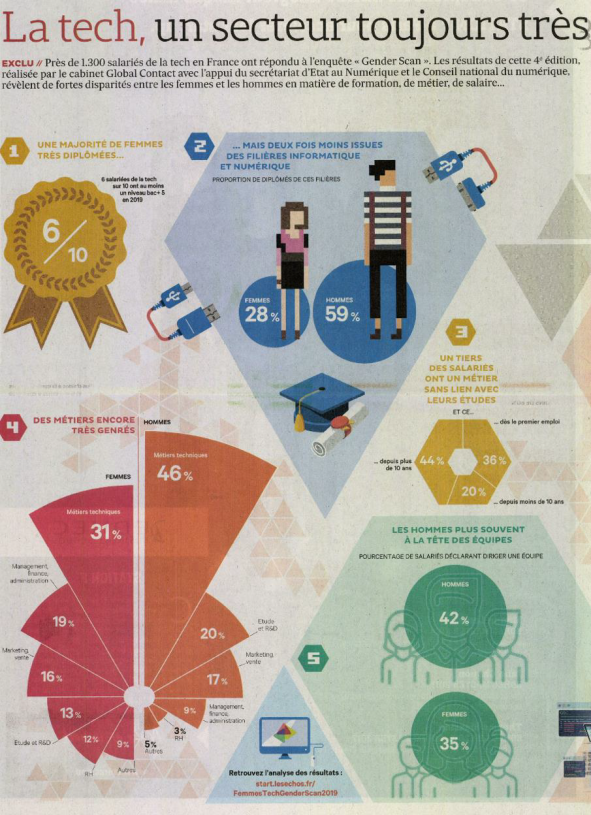 La tech, un secteur toujours très
EXCLU // Près de 1.300 salariés de la tech en France ont répondu à l'enquête « Gender Scan ». Les résultats de cette 4e édition,
réalisée par le cabinet Global Contact avec l'appui du secrétariat d'Etat au Numérique et le Conseil national du numérique,
révèlent de fortes disparités entre les femmes et les hommes en matière de formation, de métier, de salaire...
1
UNE MAJORITÉ DE FEMMES
TRÈS DIPLÔMÉES...
6 salariées de la tech
sur 10 ont au moins
un niveau bac+ 5
en 2019
6/10
2
... MAIS DEUX FOIS MOINS ISSUES
DES FILIÈRES INFORMATIQUE
ET NUMÉRIQUE
PROPORTION DE DIPLÔMÉS DE CES FILIÈRES
FEMMES
28 %
HOMMES
59 %
3
UN TIERS
DES SALARIÉS
ONT UN MÉTIER
SANS LIEN AVEC
LEURS ÉTUDES
ET CE...
... dès le premier emploi
... depuis plus
de 10 ans
44 %
36 %
20 %
... depuis moins de 10 ans
4
DES MÉTIERS ENCORE
TRÈS GENRÉS
HOMMES
Métiers techniques
46 %
FEMMES
Métiers techniques
31 %
Management,
finance,
administration
19 %
Marketing,
vente
16 %
13 %
Etude et R&D
12 %
RH
9 %
Autres
20 %
Etude
et R&D
Marketing,
vente
17 %
9 %
Management,
finance,
administration
3 %
RH
5 %
Autres
5
LES HOMMES PLUS SOUVENT
À LA TÊTE DES ÉQUIPES
POURCENTAGE DE SALARIÉS DÉCLARANT DIRIGER UNE ÉQUIPE
HOMMES
42 %
FEMMES
35 %
Retrouvez l'analyse des résultats :
start.lesechos.fr/
FemmesTechGenderScan2019